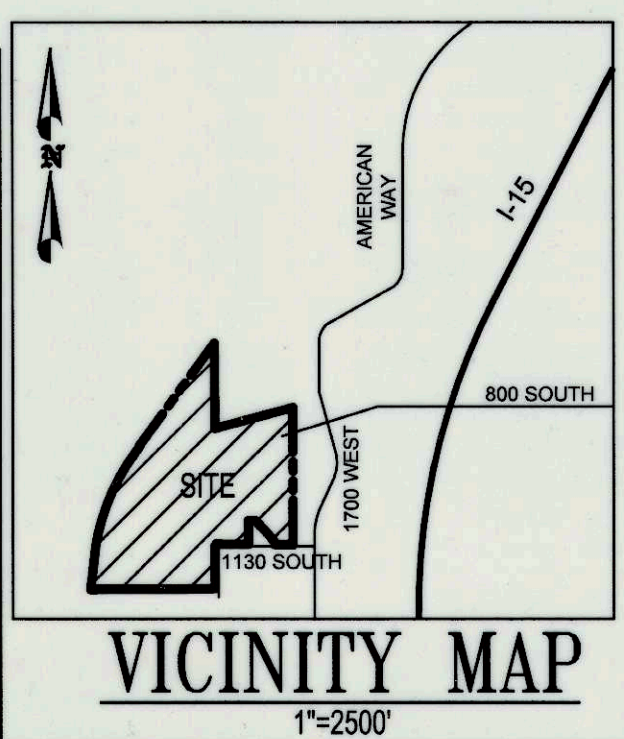 N
AMERICAN
WAY
I-15
800 SOUTH
SITE
1700 WEST
1130 SOUTH
VICINITY MAP
1"=2500'